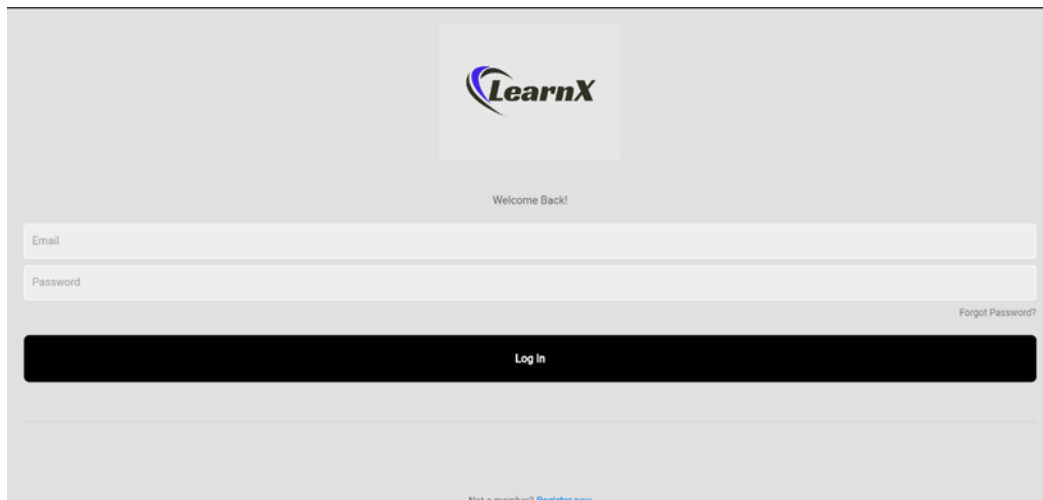 LearnX
Welcome Back!
Email
Password
Forgot Password?
Log In
Not a member? Register now